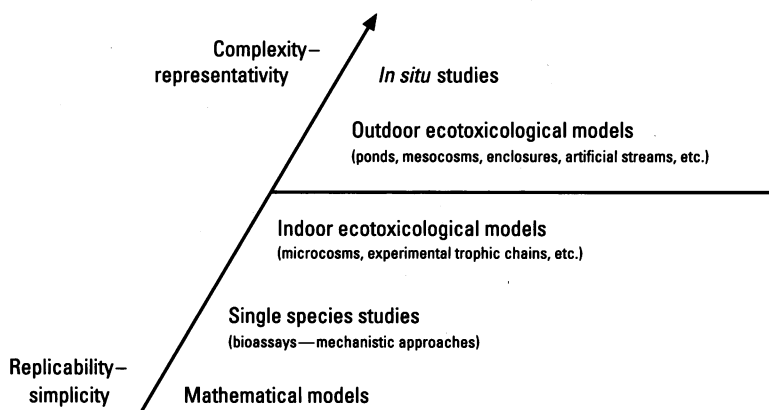 Complexity–
representativity
In situ studies
Outdoor ecotoxicological models
(ponds, mesocosms, enclosures, artificial streams, etc.)
Indoor ecotoxicological models
(microcosms, experimental trophic chains, etc.)
Single species studies
(bioassays—mechanistic approaches)
Replicability–
simplicity
Mathematical models